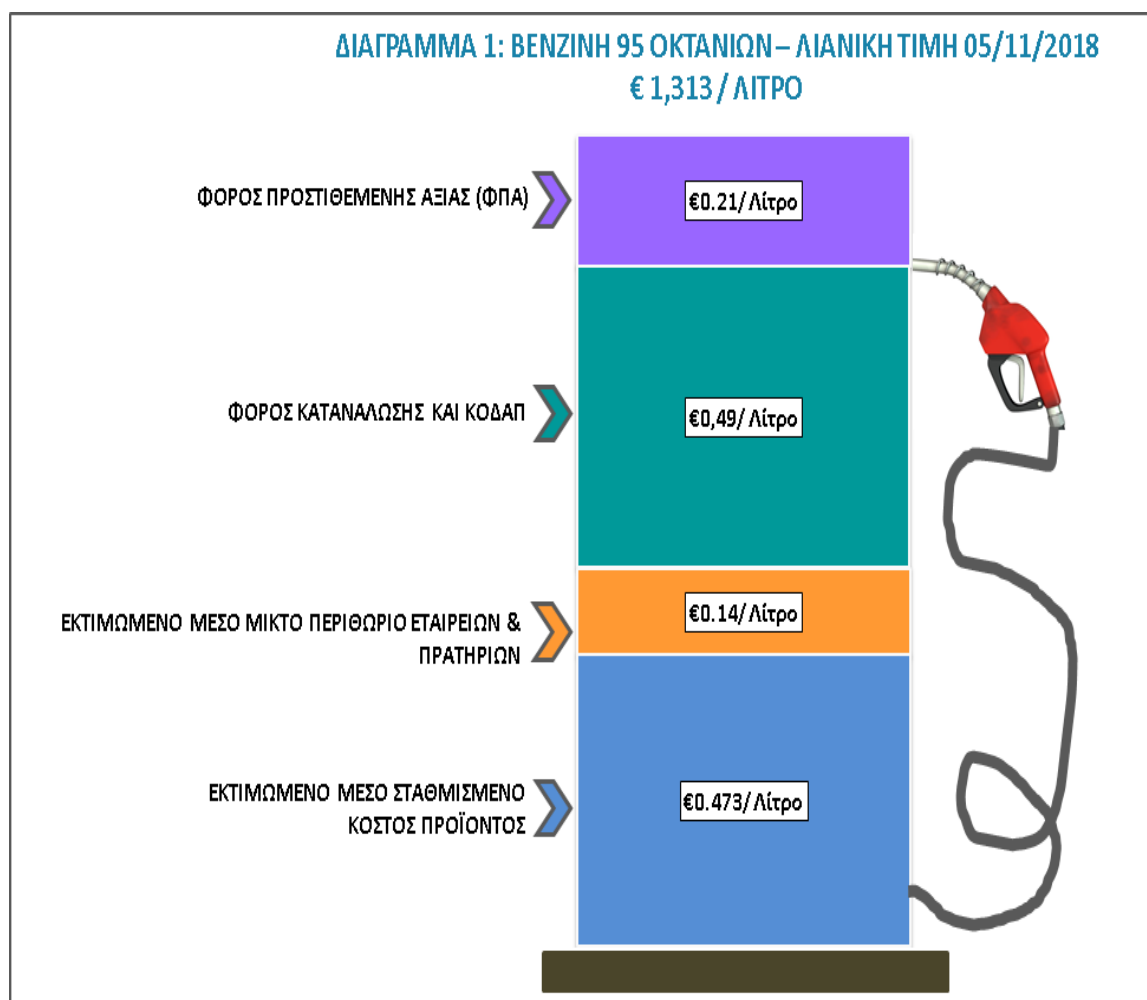 ΔΙΑΓΡΑΜΜΑ 1: ΒΕΝΖΙΝΗ 95 ΟΚΤΑΝΙΩΝ – ΛΙΑΝΙΚΗ ΤΙΜΗ 05/11/2018
€ 1,313 / ΛΙΤΡΟ
ΦΟΡΟΣ ΠΡΟΣΤΙΘΕΜΕΝΗΣ ΑΞΙΑΣ (ΦΠΑ)
€0.21/ Λίτρο
ΦΟΡΟΣ ΚΑΤΑΝΑΛΩΣΗΣ ΚΑΙ ΚΟΔΑΠ
€0,49/ Λίτρο
ΕΚΤΙΜΩΜΕΝΟ ΜΕΣΟ ΜΙΚΤΟ ΠΕΡΙΘΩΡΙΟ ΕΤΑΙΡΕΙΩΝ &
ΠΡΑΤΗΡΙΩΝ
€0.14/ Λίτρο
ΕΚΤΙΜΩΜΕΝΟ ΜΕΣΟ ΣΤΑΘΜΙΣΜΕΝΟ
ΚΟΣΤΟΣ ΠΡΟΪΟΝΤΟΣ
€0.473/ Λίτρο